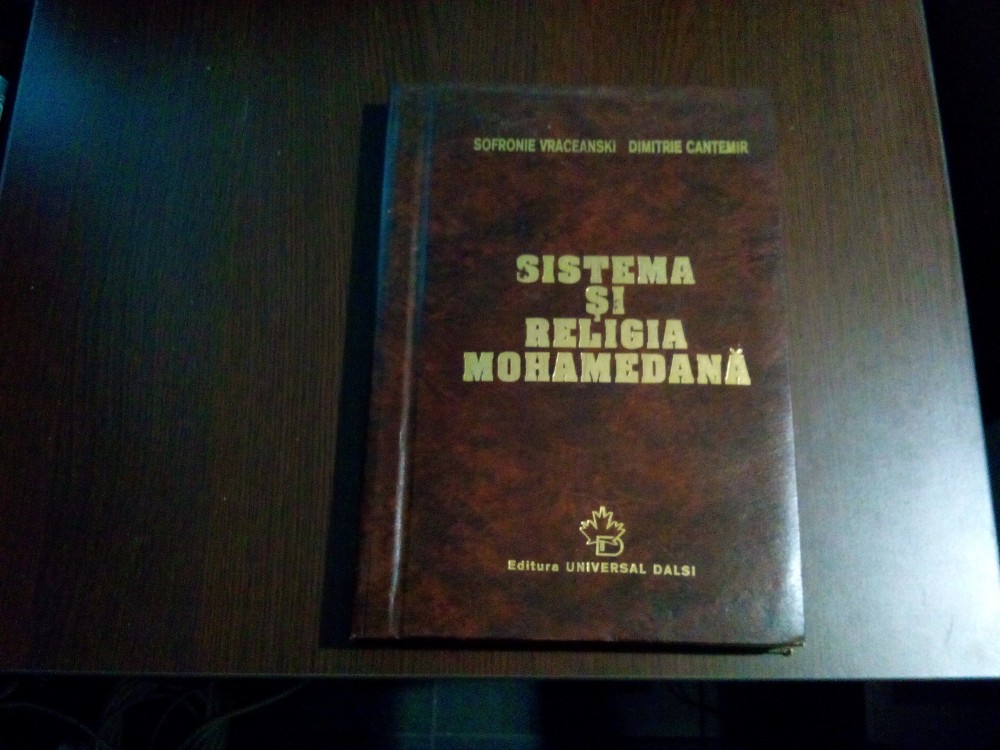 SOFRONIE VRACEANSKI DIMITRIE CANTEMIR
SISTEMA
ŞI
RELIGIA
MOHAMEDANĂ
Editura UNIVERSAL DALSI